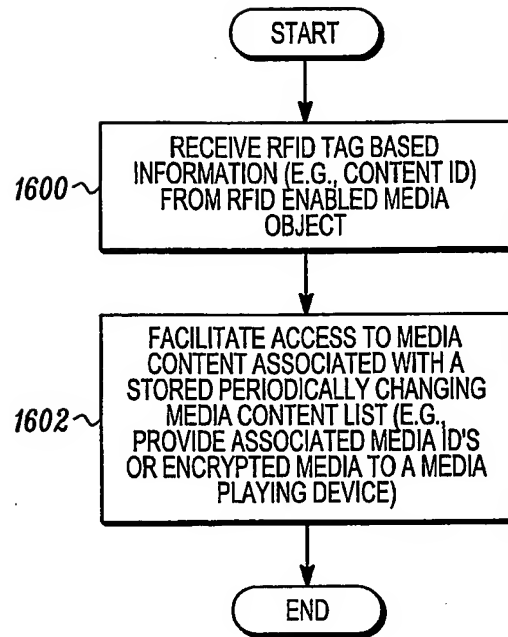 START
RECEIVE RFID TAG BASED
INFORMATION (E.G., CONTENT ID)
FROM RFID ENABLED MEDIA
OBJECT
1600
FACILITATE ACCESS TO MEDIA
CONTENT ASSOCIATED WITH A
STORED PERIODICALLY CHANGING
MEDIA CONTENT LIST (E.G.,
PROVIDE ASSOCIATED MEDIA ID'S
OR ENCRYPTED MEDIA TO A MEDIA
PLAYING DEVICE)
1602
END